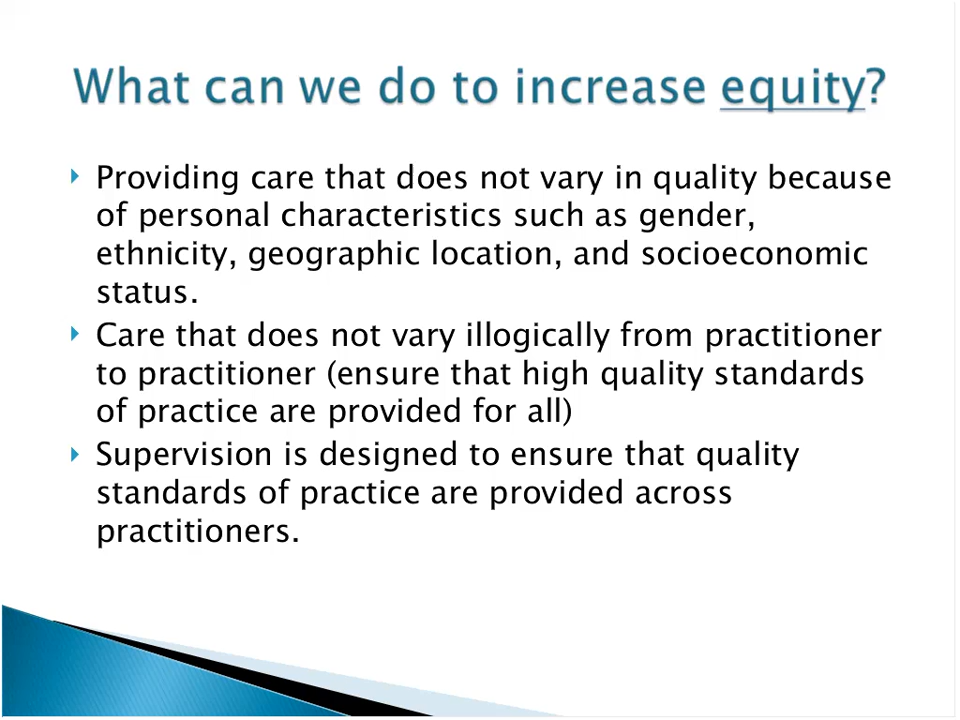 What can we do to increase equity?
Providing care that does not vary in quality because
of personal characteristics such as gender,
ethnicity, geographic location, and socioeconomic
status.
Care that does not vary illogically from practitioner
to practitioner (ensure that high quality standards
of practice are provided for all)
Supervision is designed to ensure that quality
standards of practice are provided across
practitioners.